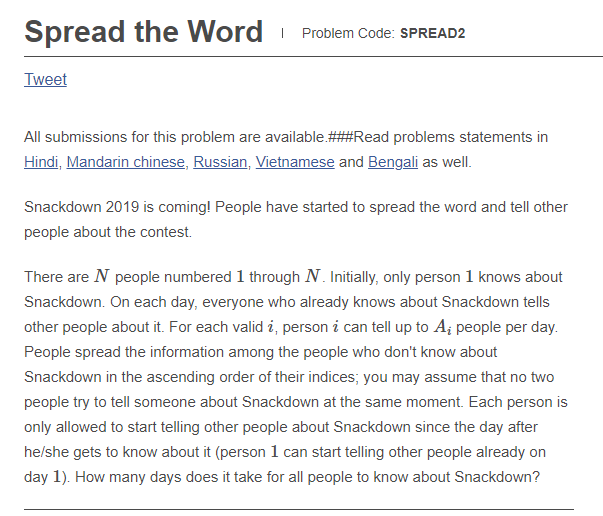 Spread the Word | Problem Code: SPREAD2
Tweet
All submissions for this problem are available.###Read problems statements in
Hindi, Mandarin chinese, Russian, Vietnamese and Bengali as well.
Snackdown 2019 is coming! People have started to spread the word and tell other
people about the contest.
There are N people numbered 1 through N. Initially, only person 1 knows about
Snackdown. On each day, everyone who already knows about Snackdown tells
other people about it. For each valid i, person i can tell up to A_i people per day.
People spread the information among the people who don't know about
Snackdown in the ascending order of their indices; you may assume that no two
people try to tell someone about Snackdown at the same moment. Each person is
only allowed to start telling other people about Snackdown since the day after
he/she gets to know about it (person 1 can start telling other people already on
day 1). How many days does it take for all people to know about Snackdown?